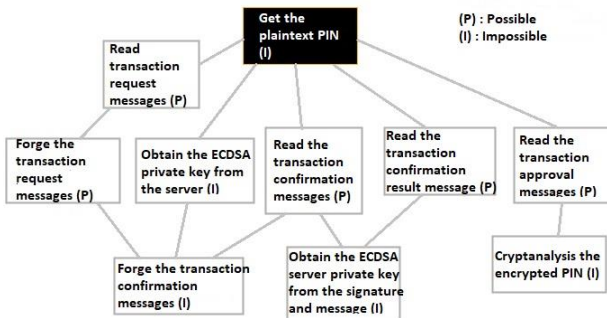 Get the
plaintext PIN
(I)
(P) : Possible
(I) : Impossible
Read
transaction
request
messages (P)
Forge the
transaction
request
messages (P)
Obtain the ECDSA
private key from
the server (I)
Read the
transaction
confirmation
messages (P)
Read the
transaction
confirmation
result message (P)
Read the
transaction
approval
messages (P)
Forge the transaction
confirmation
messages (I)
Obtain the ECDSA
server private key
from the signature
and message (I)
Cryptanalysis the
encrypted PIN (I)